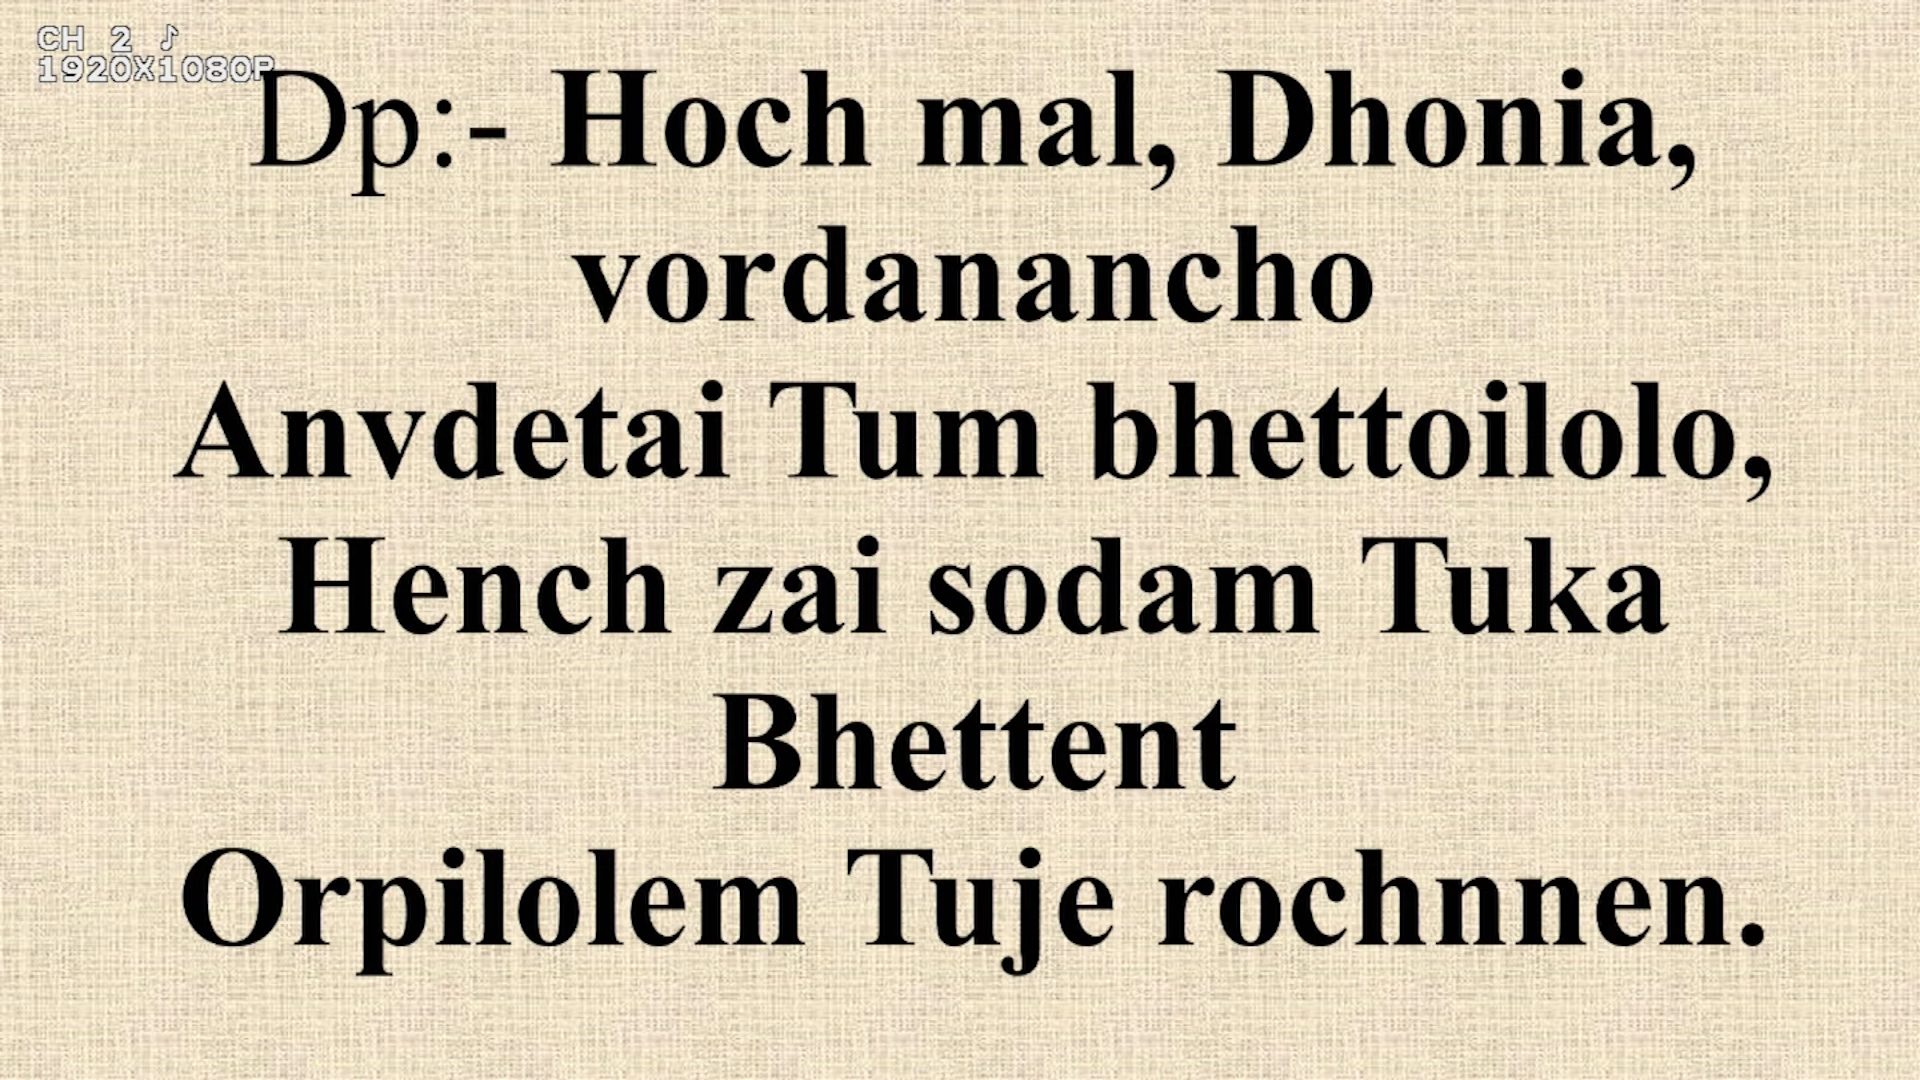 CH 2 ♪
1920X1080P
Dp:- Hoch mal, Dhonia,
vordanancho
Anvdetai Tum bhettoilolo,
Hench zai sodam Tuka
Bhettent
Orpilolem Tuje rochnnen.